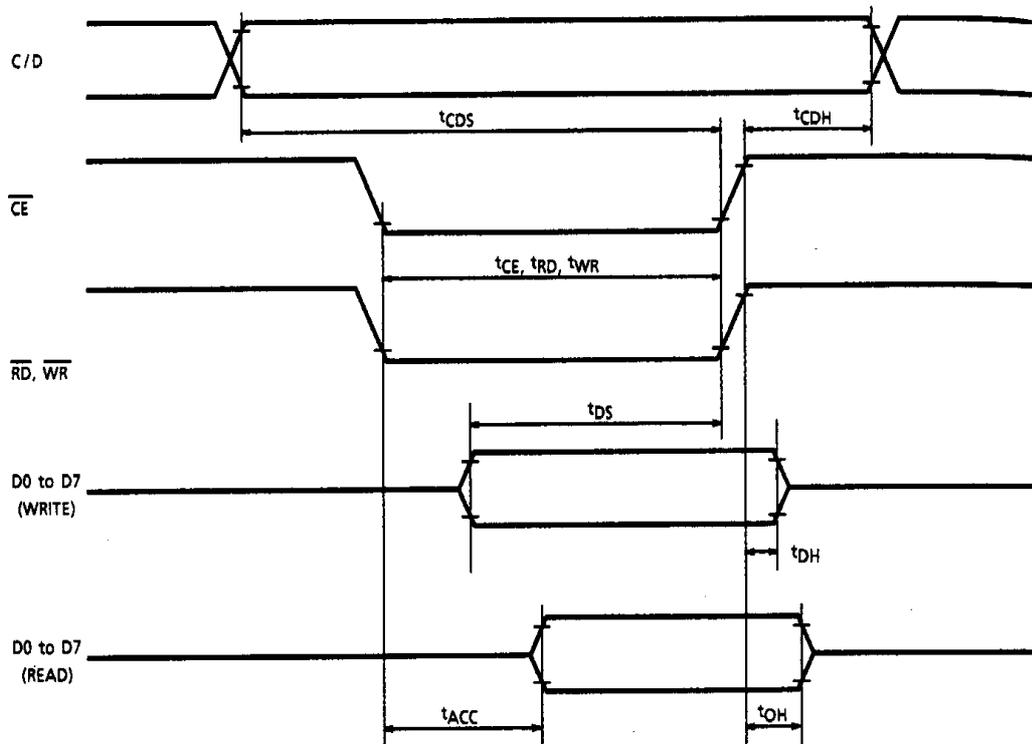 C/D
tCDS
tCDH
CE
tCE, tRD, tWR
RD, WR
tDS
D0 to D7
(WRITE)
tDH
D0 to D7
(READ)
tACC
tOH